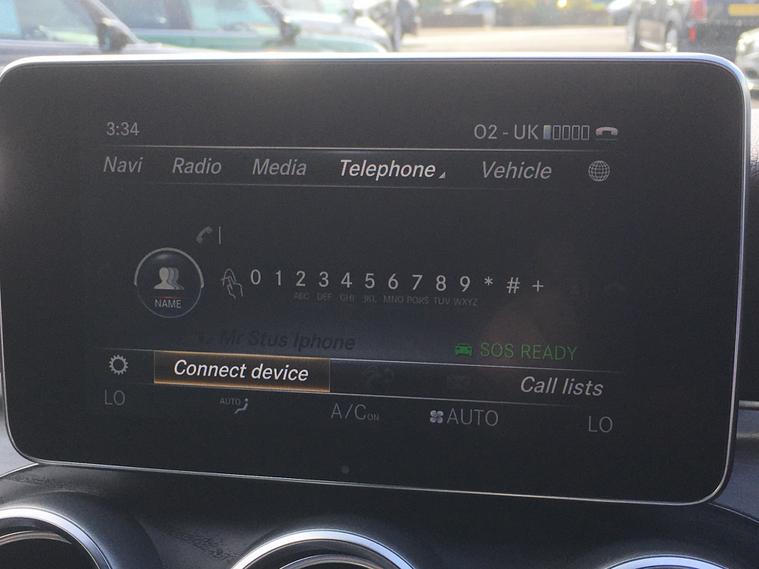 3:34 O2 - UK
Navi Radio Media Telephone Vehicle
0 1 2 3 4 5 6 7 8 9 * # +
ABC DEF GHI JKL MNO PQRS TUV WXYZ
NAME
Mr Stus Iphone SOS READY
Connect device Call lists
LO AUTO A/C ON AUTO LO